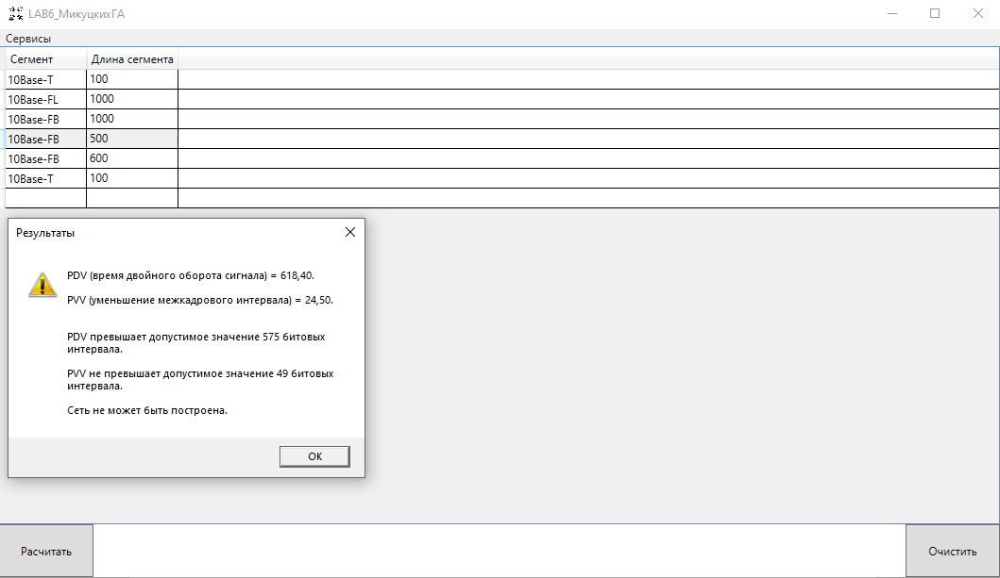 LAB6_МикуцкихГА
Сервисы
Сегмент Длина сегмента
10Base-T 100
10Base-FL 1000
10Base-FB 1000
10Base-FB 500
10Base-FB 600
10Base-T 100
Результаты
PDV (время двойного оборота сигнала) = 618,40.
PVV (уменьшение межкадрового интервала) = 24,50.
PDV превышает допустимое значение 575 битовых
интервала.
PVV не превышает допустимое значение 49 битовых
интервала.
Сеть не может быть построена.
OK
Расчитать Очистить